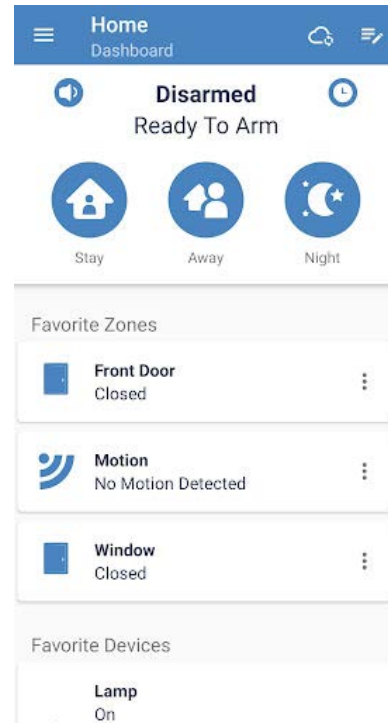 Home
Dashboard
Disarmed
Ready To Arm
Stay
Away
Night
Favorite Zones
Front Door
Closed
Motion
No Motion Detected
Window
Closed
Favorite Devices
Lamp
On